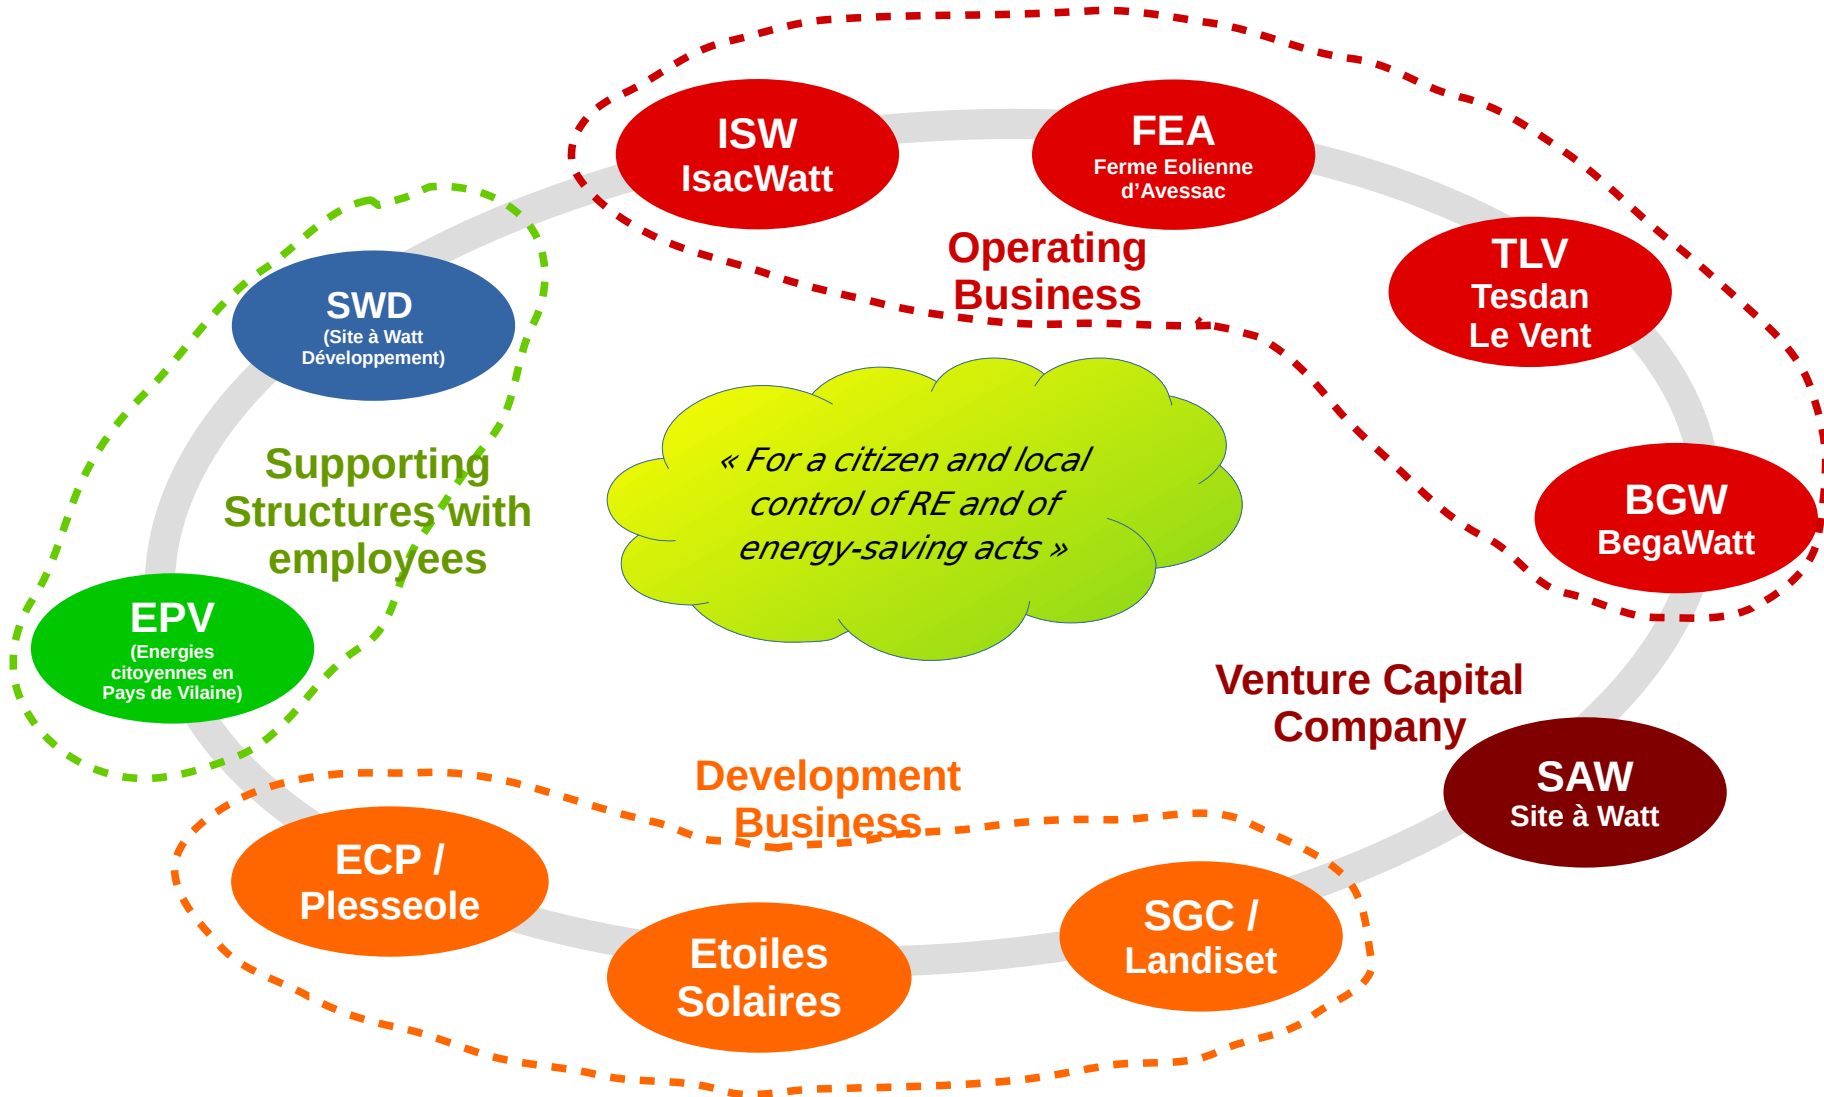 ISW
IsacWatt
FEA
Ferme Eolienne
d’Avessac
Operating
Business
TLV
Tesdan
Le Vent
SWD
(Site à Watt
Développement)
Supporting
Structures with
employees
« For a citizen and local
control of RE and of
energy-saving acts »
BGW
BegaWatt
EPV
(Energies
citoyennes en
Pays de Vilaine)
Venture Capital
Company
SAW
Site à Watt
Development
Business
ECP /
Plesseole
Etoiles
Solaires
SGC /
Landiset